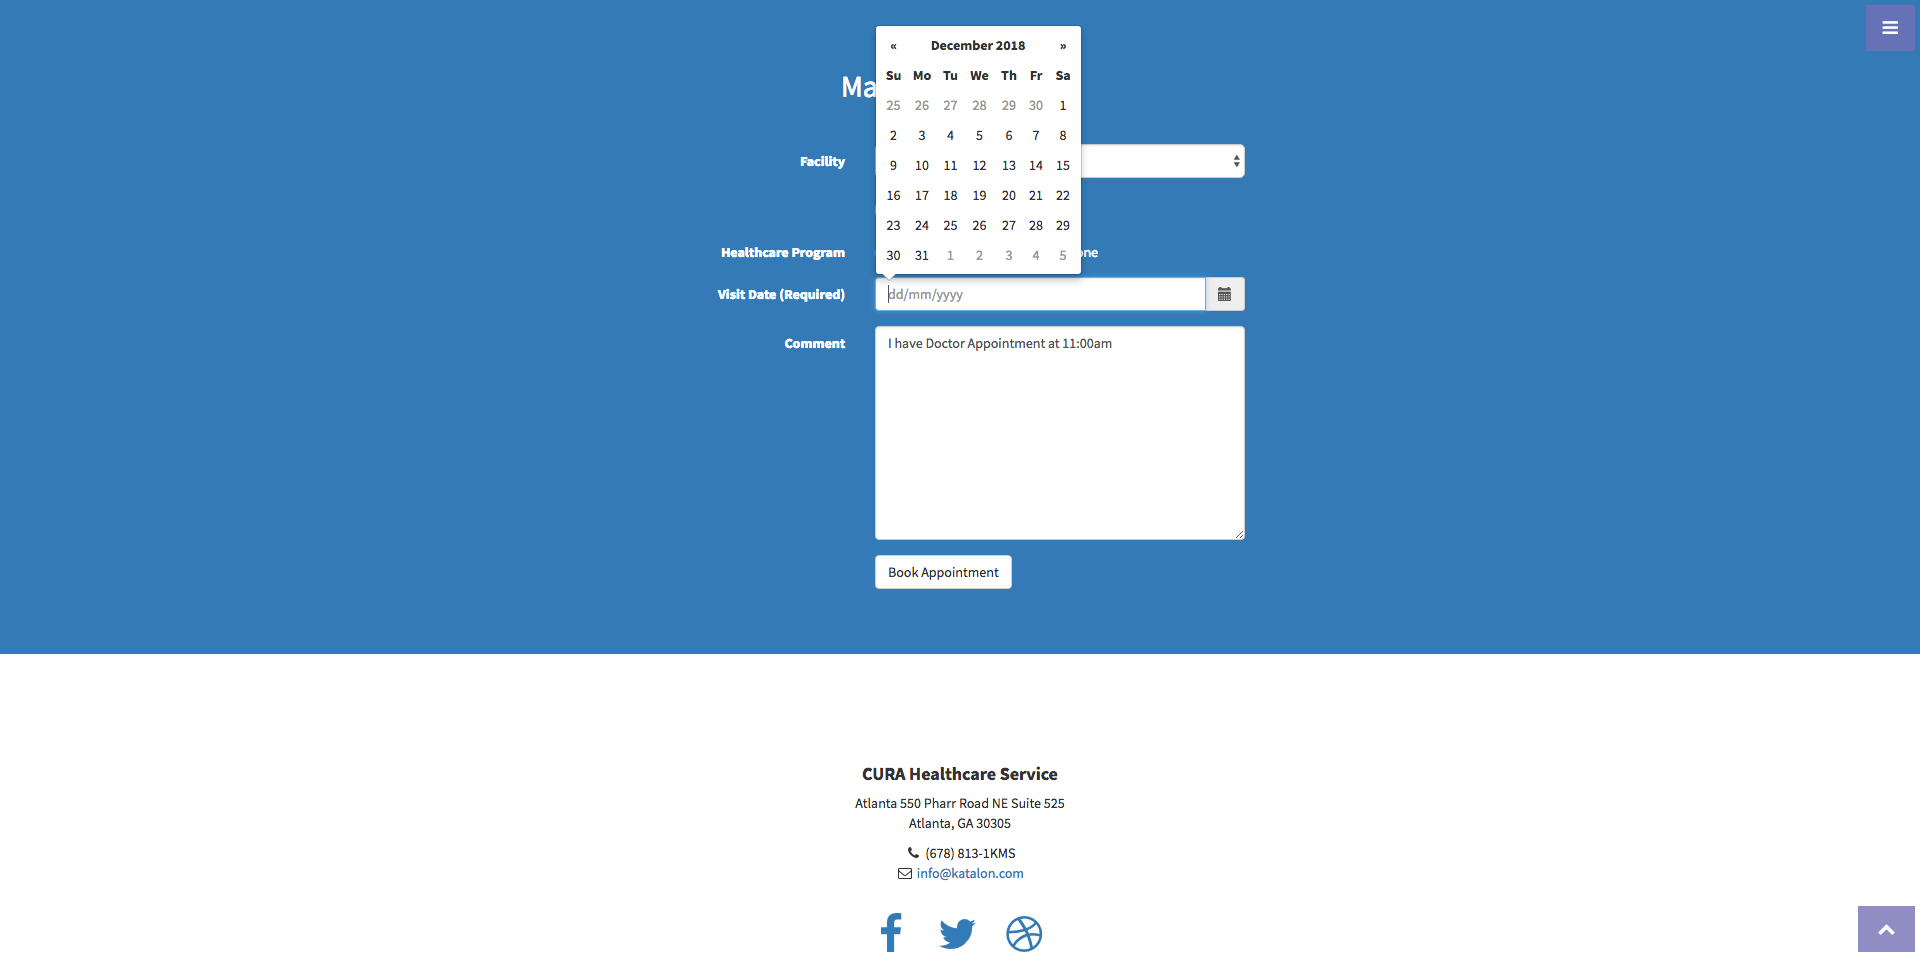 « December 2018 »
Su Mo Tu We Th Fr Sa
25 26 27 28 29 30 1
2 3 4 5 6 7 8
9 10 11 12 13 14 15
16 17 18 19 20 21 22
23 24 25 26 27 28 29
30 31 1 2 3 4 5
Ma
Facility
Healthcare Program
one
Visit Date (Required)
dd/mm/yyyy
Comment
I have Doctor Appointment at 11:00am
Book Appointment
CURA Healthcare Service
Atlanta 550 Pharr Road NE Suite 525
Atlanta, GA 30305
(678) 813-1KMS
info@katalon.com